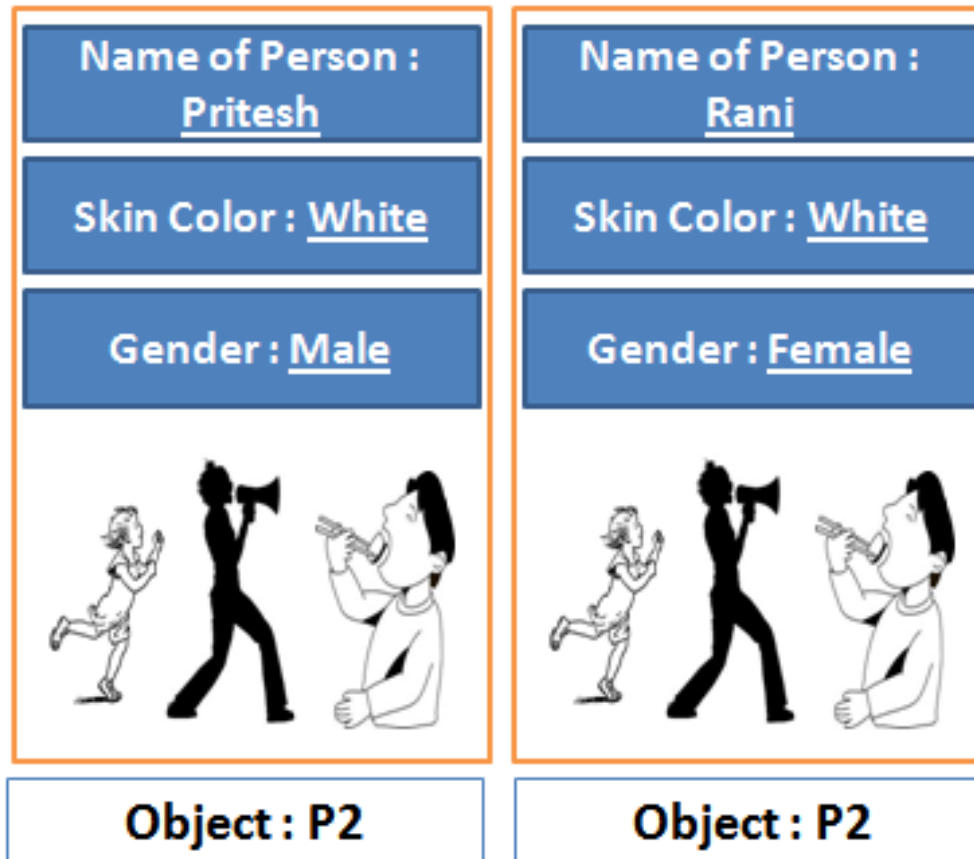 Name of Person :
Pritesh
Skin Color : White
Gender : Male
Object : P2
Name of Person :
Rani
Skin Color : White
Gender : Female
Object : P2